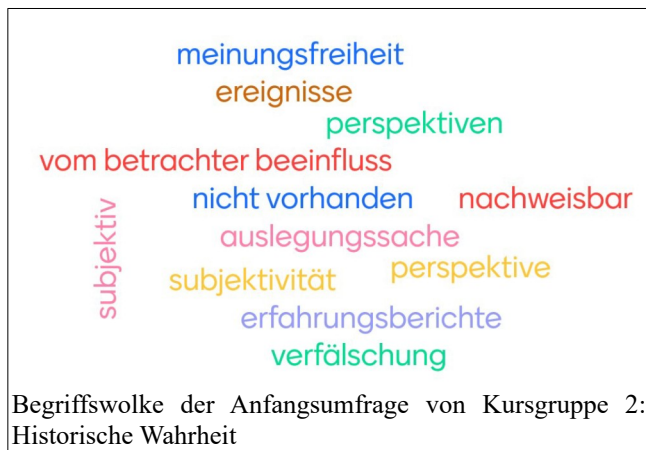 meinungsfreiheit
ereignisse
perspektiven
vom betrachter beeinfluss
nicht vorhanden nachweisbar
subjektiv
auslegungssache
subjektivität perspektive
erfahrungsberichte
verfälschung
Begriffswolke der Anfangsumfrage von Kursgruppe 2:
Historische Wahrheit